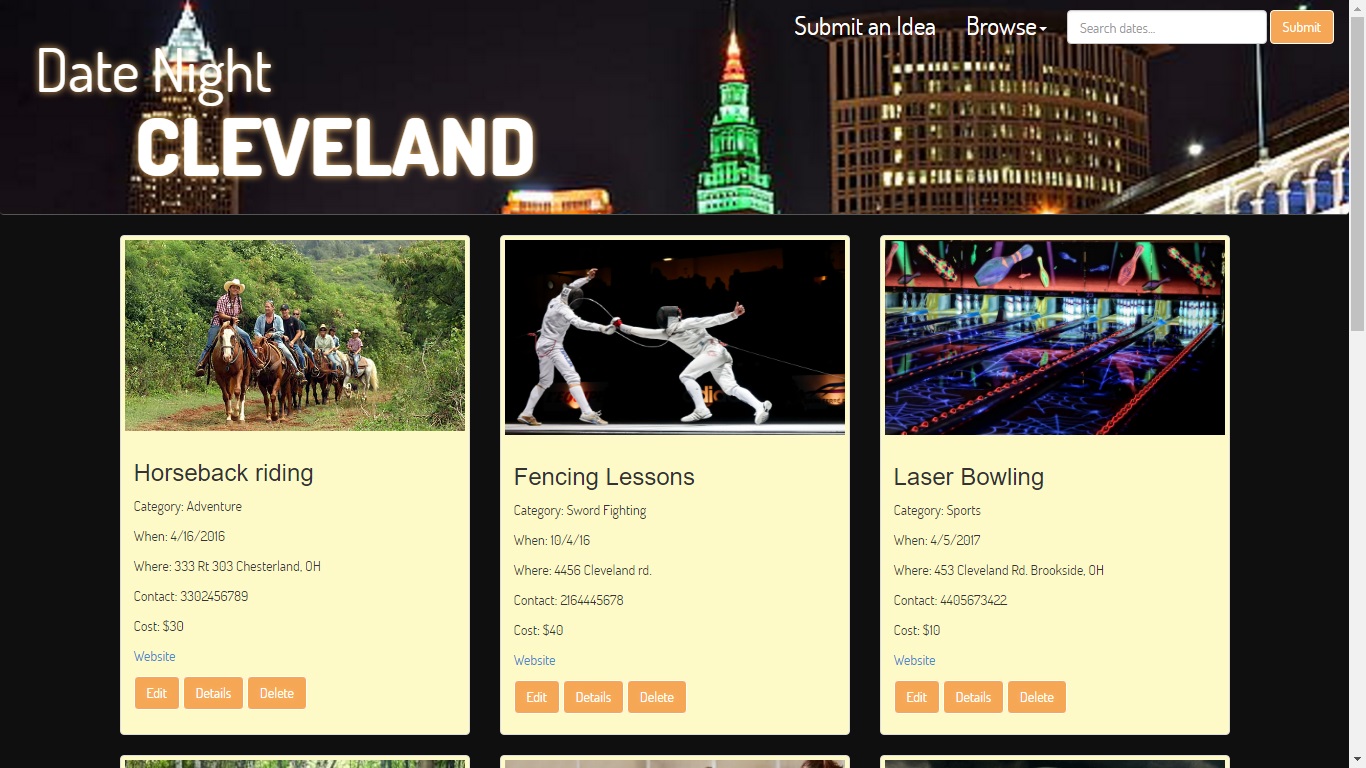 Submit an Idea
Browse
Search dates...
Submit
Date Night
CLEVELAND
Horseback riding
Category: Adventure
When: 4/16/2016
Where: 333 Rt 303 Chesterland, OH
Contact: 3302456789
Cost: $30
Website
Edit Details Delete
Fencing Lessons
Category: Sword Fighting
When: 10/4/16
Where: 4456 Cleveland rd.
Contact: 2164445678
Cost: $40
Website
Edit Details Delete
Laser Bowling
Category: Sports
When: 4/5/2017
Where: 453 Cleveland Rd. Brookside, OH
Contact: 4405673422
Cost: $10
Website
Edit Details Delete